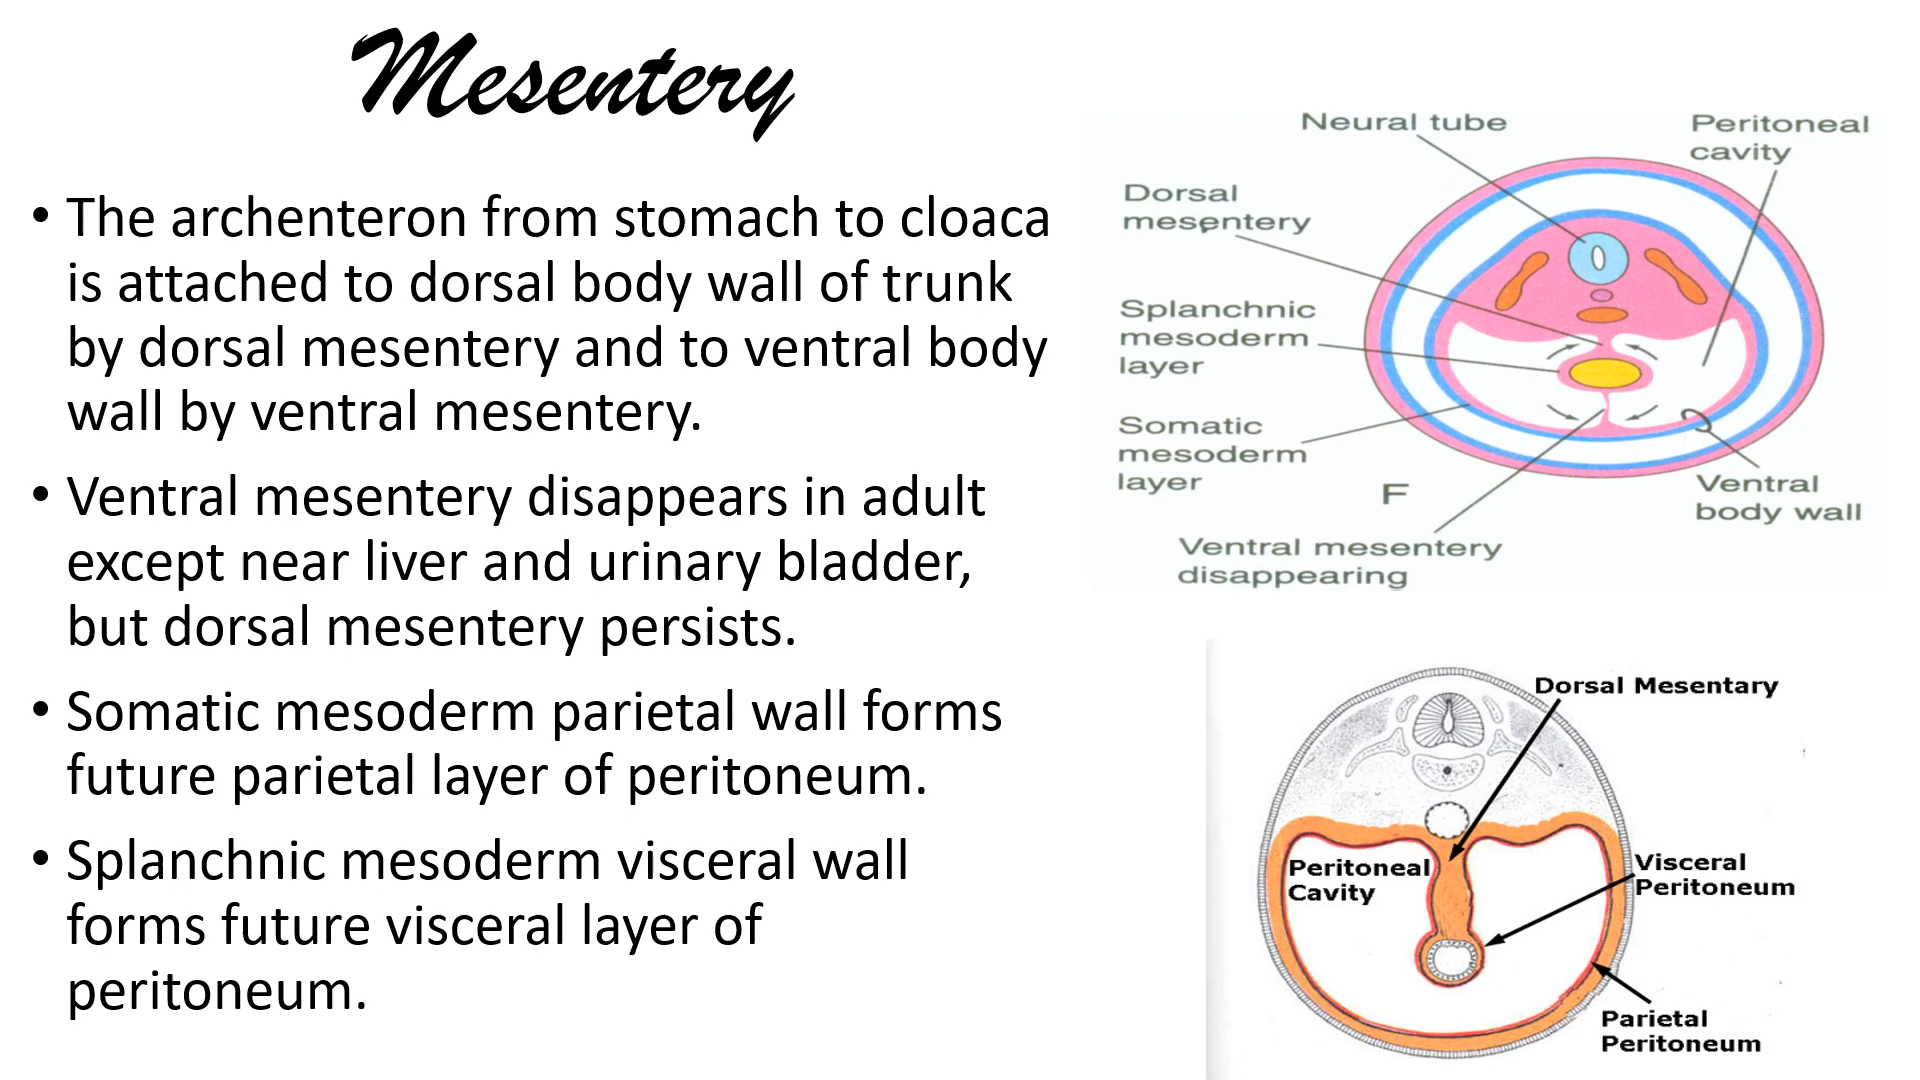 Mesentery
• The archenteron from stomach to cloaca
is attached to dorsal body wall of trunk
by dorsal mesentery and to ventral body
wall by ventral mesentery.
• Ventral mesentery disappears in adult
except near liver and urinary bladder,
but dorsal mesentery persists.
• Somatic mesoderm parietal wall forms
future parietal layer of peritoneum.
• Splanchnic mesoderm visceral wall
forms future visceral layer of
peritoneum.
Neural tube
Peritoneal
cavity
Dorsal
mesentery
Splanchnic
mesoderm
layer
Somatic
mesoderm
layer
F
Ventral
body wall
Ventral mesentery
disappearing
Dorsal Mesentary
Peritoneal
Cavity
Visceral
Peritoneum
Parietal
Peritoneum